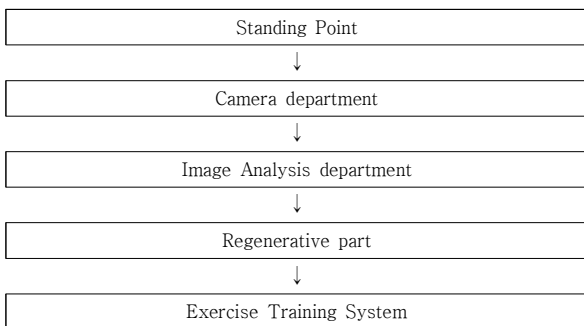 Standing Point
↓
Camera department
↓
Image Analysis department
↓
Regenerative part
↓
Exercise Training System